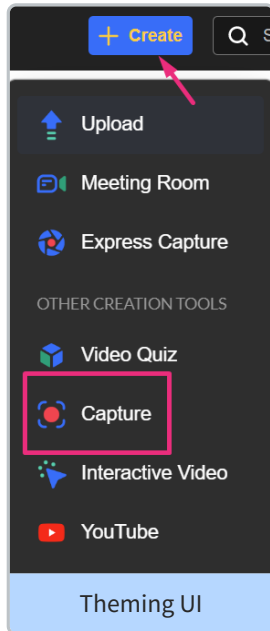 + Create
S
Upload
Meeting Room
Express Capture
OTHER CREATION TOOLS
Video Quiz
Capture
Interactive Video
YouTube
Theming UI